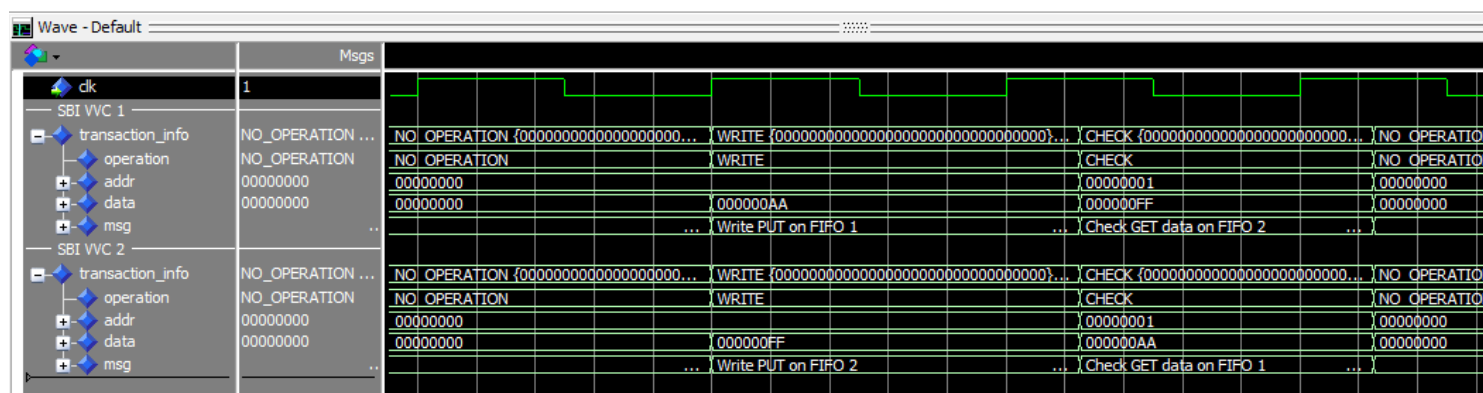 Wave - Default
Msgs
clk 1
SBI VVC 1
transaction_info NO_OPERATION ... NO_OPERATION {0000000000000000000... WRITE {00000000000000000000000000000000}... CHECK {000000000000000000000000... NO_OPERATIO
operation NO_OPERATION NO_OPERATION WRITE CHECK NO_OPERATIO
addr 00000000 00000000 00000001 00000000
data 00000000 00000000 000000AA 000000FF 00000000
msg .. ... Write PUT on FIFO 1 ... Check GET data on FIFO 2 ...
SBI VVC 2
transaction_info NO_OPERATION ... NO_OPERATION {0000000000000000000... WRITE {00000000000000000000000000000000}... CHECK {000000000000000000000000... NO_OPERATIO
operation NO_OPERATION NO_OPERATION WRITE CHECK NO_OPERATIO
addr 00000000 00000000 00000001 00000000
data 00000000 00000000 000000FF 000000AA 00000000
msg .. ... Write PUT on FIFO 2 ... Check GET data on FIFO 1 ...